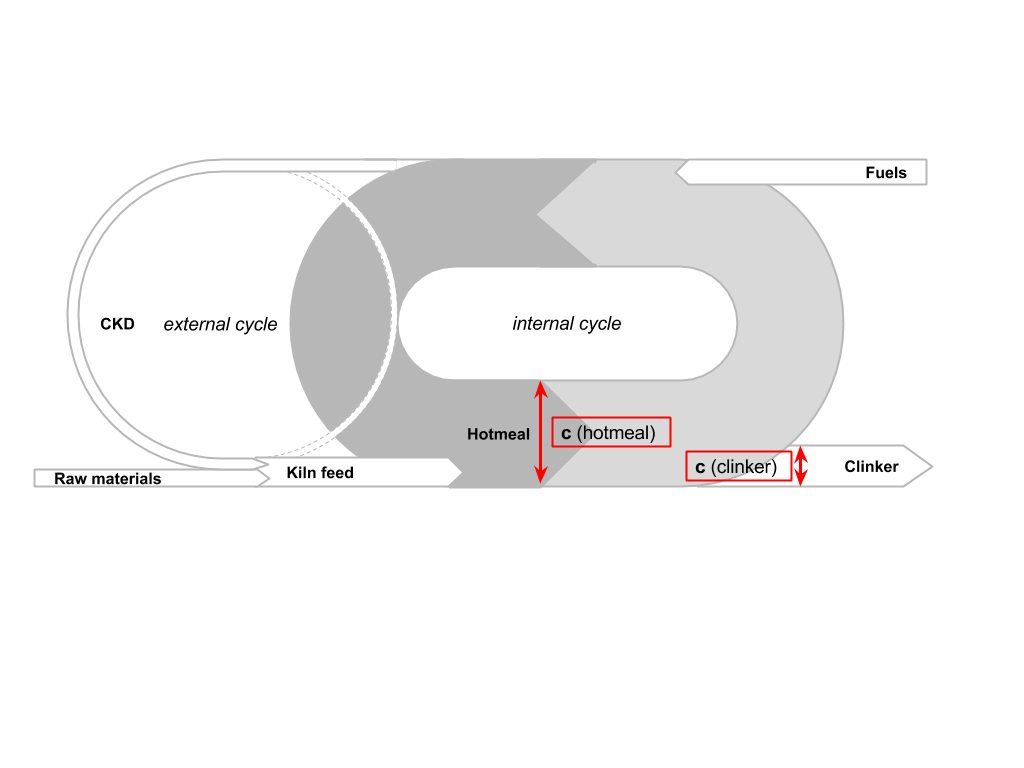 Fuels
CKD
external cycle
internal cycle
Hotmeal
c (hotmeal)
c (clinker)
Clinker
Kiln feed
Raw materials